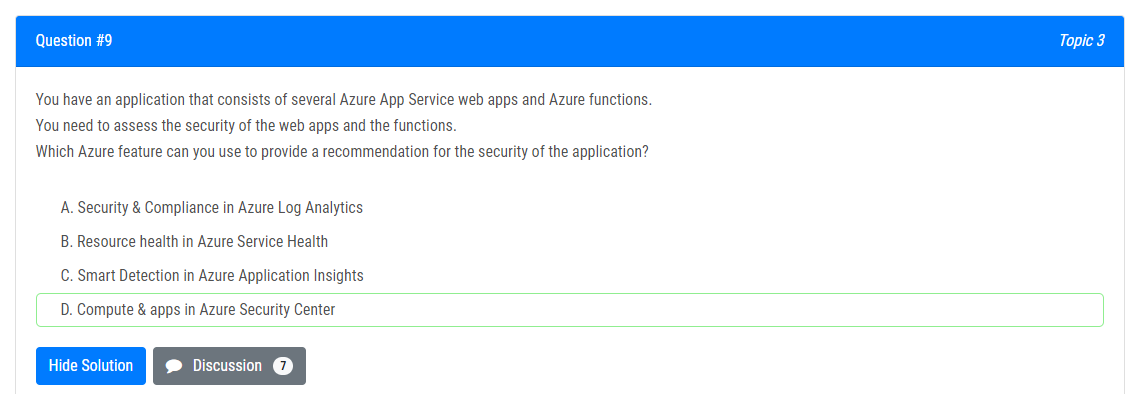 Question #9
Topic 3
You have an application that consists of several Azure App Service web apps and Azure functions.
You need to assess the security of the web apps and the functions.
Which Azure feature can you use to provide a recommendation for the security of the application?
A. Security & Compliance in Azure Log Analytics
B. Resource health in Azure Service Health
C. Smart Detection in Azure Application Insights
D. Compute & apps in Azure Security Center
Hide Solution
Discussion 7